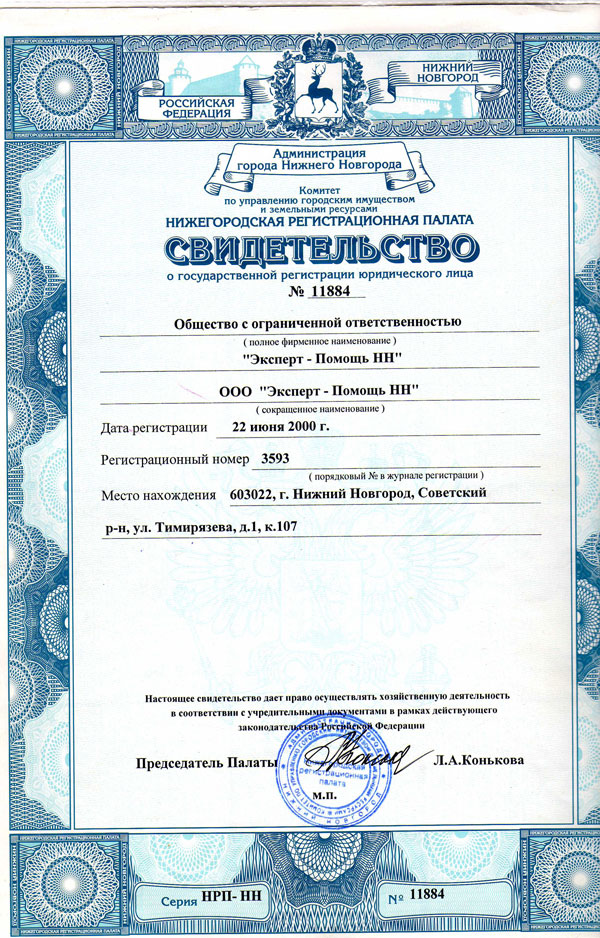 РОССИЙСКАЯ
ФЕДЕРАЦИЯ
НИЖНИЙ
НОВГОРОД
Администрация
города Нижнего Новгорода
Комитет
по управлению городским имуществом
и земельными ресурсами
НИЖЕГОРОДСКАЯ РЕГИСТРАЦИОННАЯ ПАЛАТА
СВИДЕТЕЛЬСТВО
о государственной регистрации юридического лица
№ 11884
Общество с ограниченной ответственностью
( полное фирменное наименование )
"Эксперт - Помощь НН"
ООО "Эксперт - Помощь НН"
( сокращенное наименование )
Дата регистрации 22 июня 2000 г.
Регистрационный номер 3593
( порядковый № в журнале регистрации )
Место нахождения 603022, г. Нижний Новгород, Советский
р-н, ул. Тимирязева, д.1, к.107
Настоящее свидетельство дает право осуществлять хозяйственную деятельность
в соответствии с учредительными документами в рамках действующего
законодательства Российской Федерации
Председатель Палаты Л.А.Конькова
регистрационная
палата
м.п.
Серия НРП- НН
№ 11884